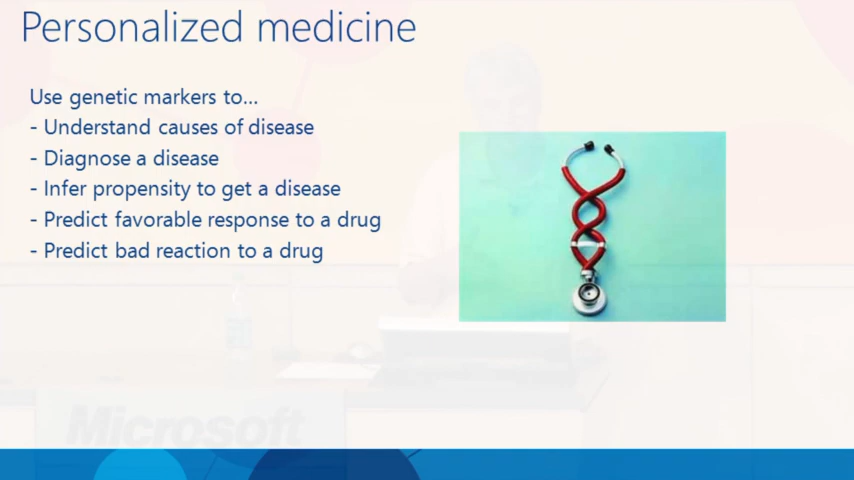 Personalized medicine
Use genetic markers to...
- Understand causes of disease
- Diagnose a disease
- Infer propensity to get a disease
- Predict favorable response to a drug
- Predict bad reaction to a drug
Microsoft